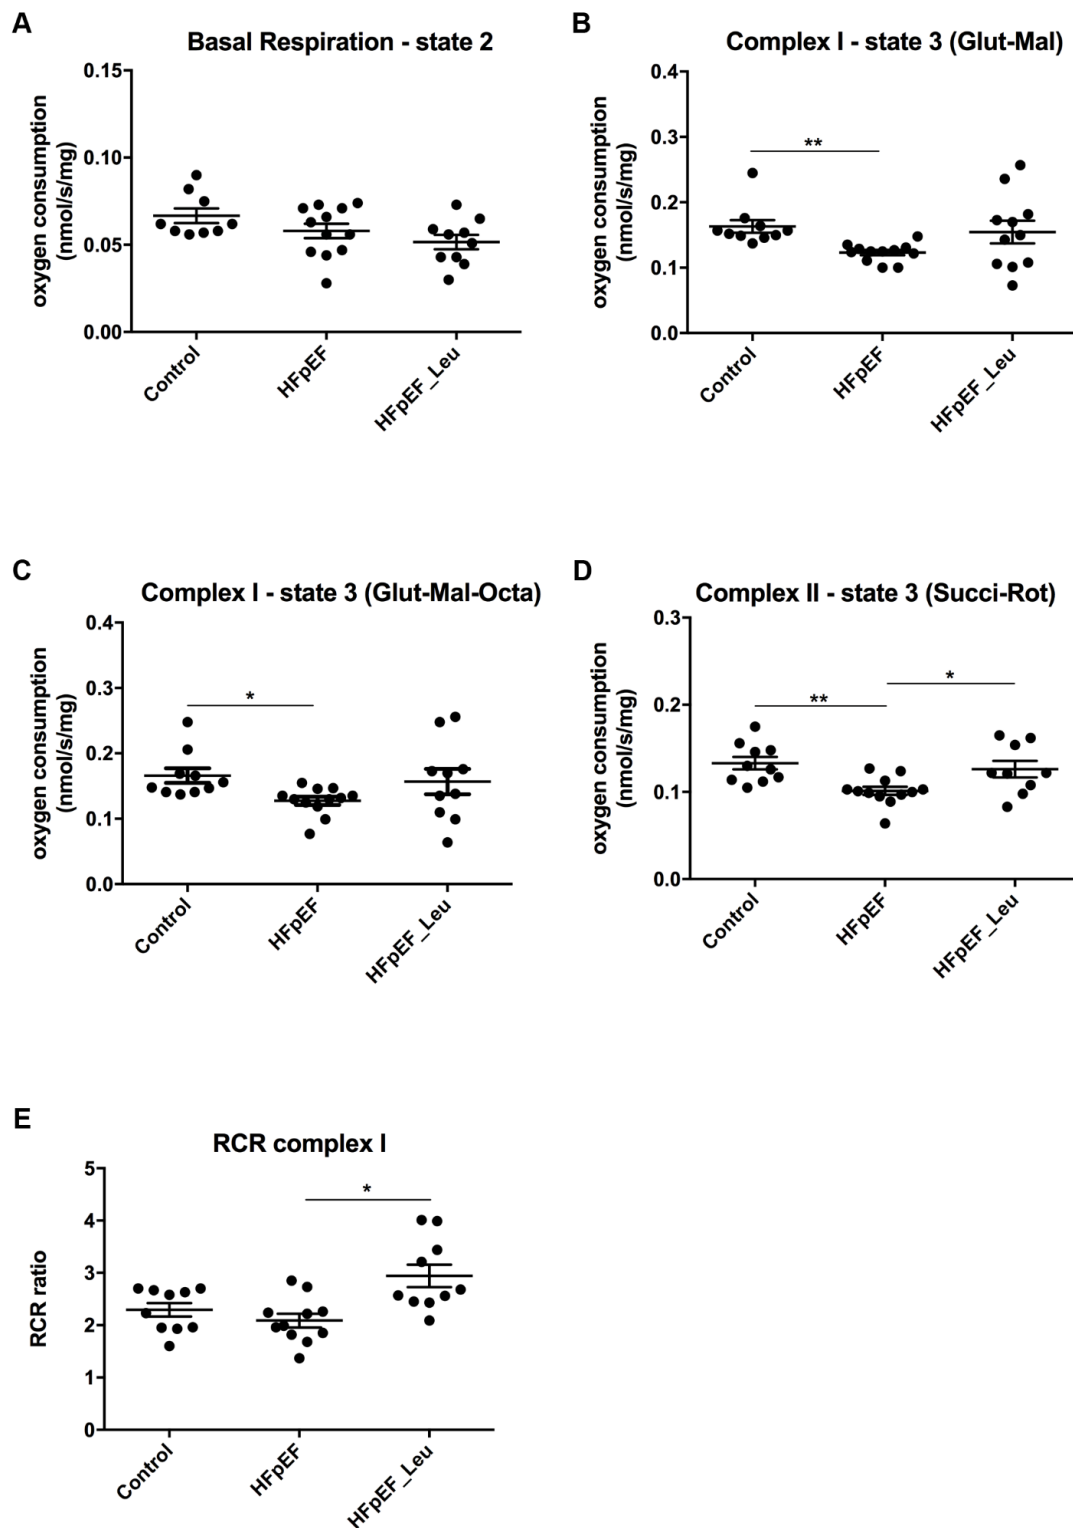 A
Basal Respiration - state 2
oxygen consumption
(nmol/s/mg)
0.15
0.10
0.05
0.00
Control
HFpEF
HFpEF_Leu
B
Complex I - state 3 (Glut-Mal)
oxygen consumption
(nmol/s/mg)
0.4
0.3
0.2
0.1
0.0
**
Control
HFpEF
HFpEF_Leu
C
Complex I - state 3 (Glut-Mal-Octa)
oxygen consumption
(nmol/s/mg)
0.4
0.3
0.2
0.1
0.0
*
Control
HFpEF
HFpEF_Leu
D
Complex II - state 3 (Succi-Rot)
oxygen consumption
(nmol/s/mg)
0.3
0.2
0.1
0.0
**
*
Control
HFpEF
HFpEF_Leu
E
RCR complex I
RCR ratio
5
4
3
2
1
0
*
Control
HFpEF
HFpEF_Leu